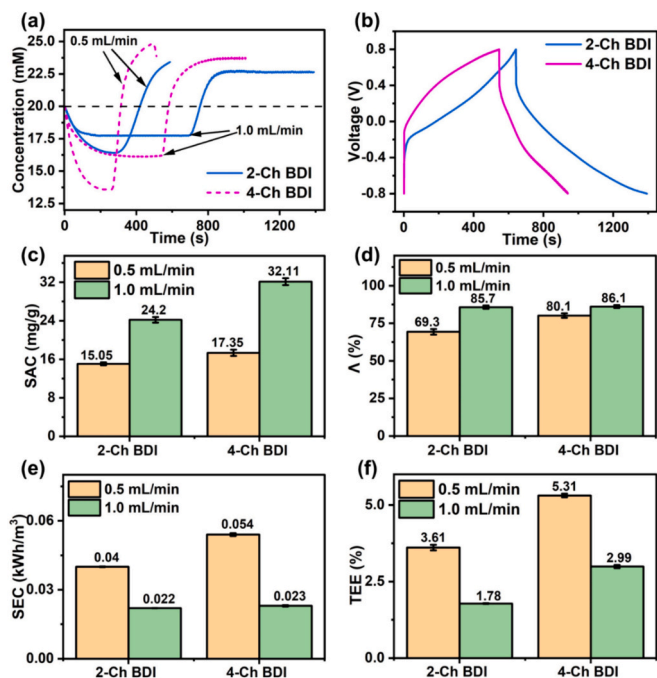 (a)
25.0
22.5
20.0
17.5
15.0
12.5
Concentration (mM)
0.5 mL/min
1.0 mL/min
2-Ch BDI
4-Ch BDI
0 400 800 1200
Time (s)
(b)
0.8
0.4
0.0
-0.4
-0.8
Voltage (V)
2-Ch BDI
4-Ch BDI
0 400 800 1200
Time (s)
(c)
40
32
24
16
8
0
SAC (mg/g)
0.5 mL/min
1.0 mL/min
15.05
24.2
17.35
32.11
2-Ch BDI 4-Ch BDI
(d)
100
75
50
25
0
Λ (%)
0.5 mL/min
1.0 mL/min
69.3
85.7
80.1
86.1
2-Ch BDI 4-Ch BDI
(e)
0.06
0.03
0.00
SEC (kWh/m³)
0.5 mL/min
1.0 mL/min
0.04
0.022
0.054
0.023
2-Ch BDI 4-Ch BDI
(f)
5.0
2.5
0.0
TEE (%)
0.5 mL/min
1.0 mL/min
3.61
1.78
5.31
2.99
2-Ch BDI 4-Ch BDI